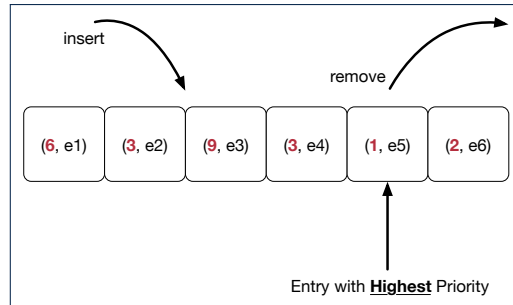 insert
remove
(6, e1) (3, e2) (9, e3) (3, e4) (1, e5) (2, e6)
Entry with Highest Priority